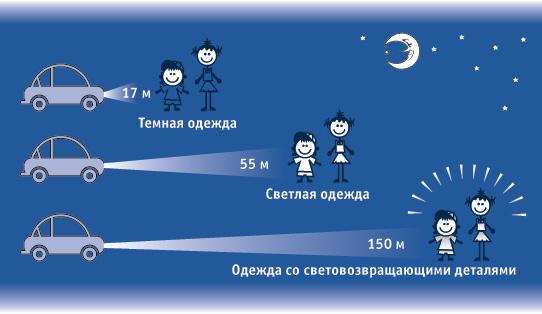 17 м
Темная одежда
55 м
Светлая одежда
150 м
Одежда со световозвращающими деталями